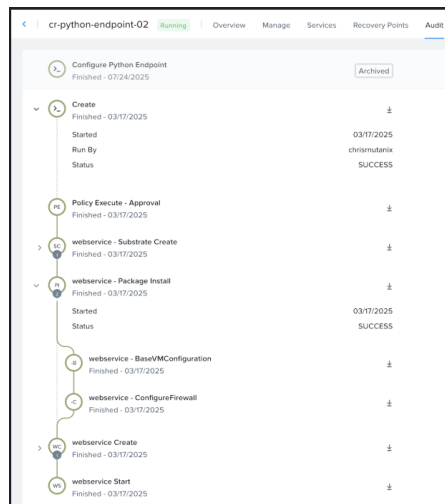 cr-python-endpoint-02 Running Overview Manage Services Recovery Points Audit
Configure Python Endpoint
Finished - 07/24/2025 Archived
Create
Finished - 03/17/2025
Started 03/17/2025
Run By chrisrnutanix
Status SUCCESS
PE Policy Execute - Approval
Finished - 03/17/2025
SC webservice - Substrate Create
Finished - 03/17/2025
PI webservice - Package Install
Finished - 03/17/2025
Started 03/17/2025
Status SUCCESS
-B webservice - BaseVMConfiguration
Finished - 03/17/2025
-C webservice - ConfigureFirewall
Finished - 03/17/2025
WC webservice Create
Finished - 03/17/2025
WS webservice Start
Finished - 03/17/2025